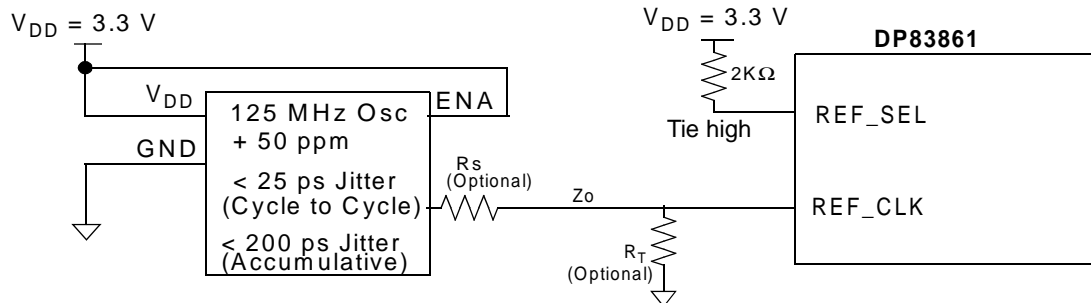 V_DD = 3.3 V
V_DD = 3.3 V
DP83861
2KΩ
V_DD
125 MHz Osc
ENA
REF_SEL
+ 50 ppm
Tie high
GND
Rs
(Optional)
< 25 ps Jitter
(Cycle to Cycle)
Zo
REF_CLK
< 200 ps Jitter
(Accumulative)
R_T
(Optional)